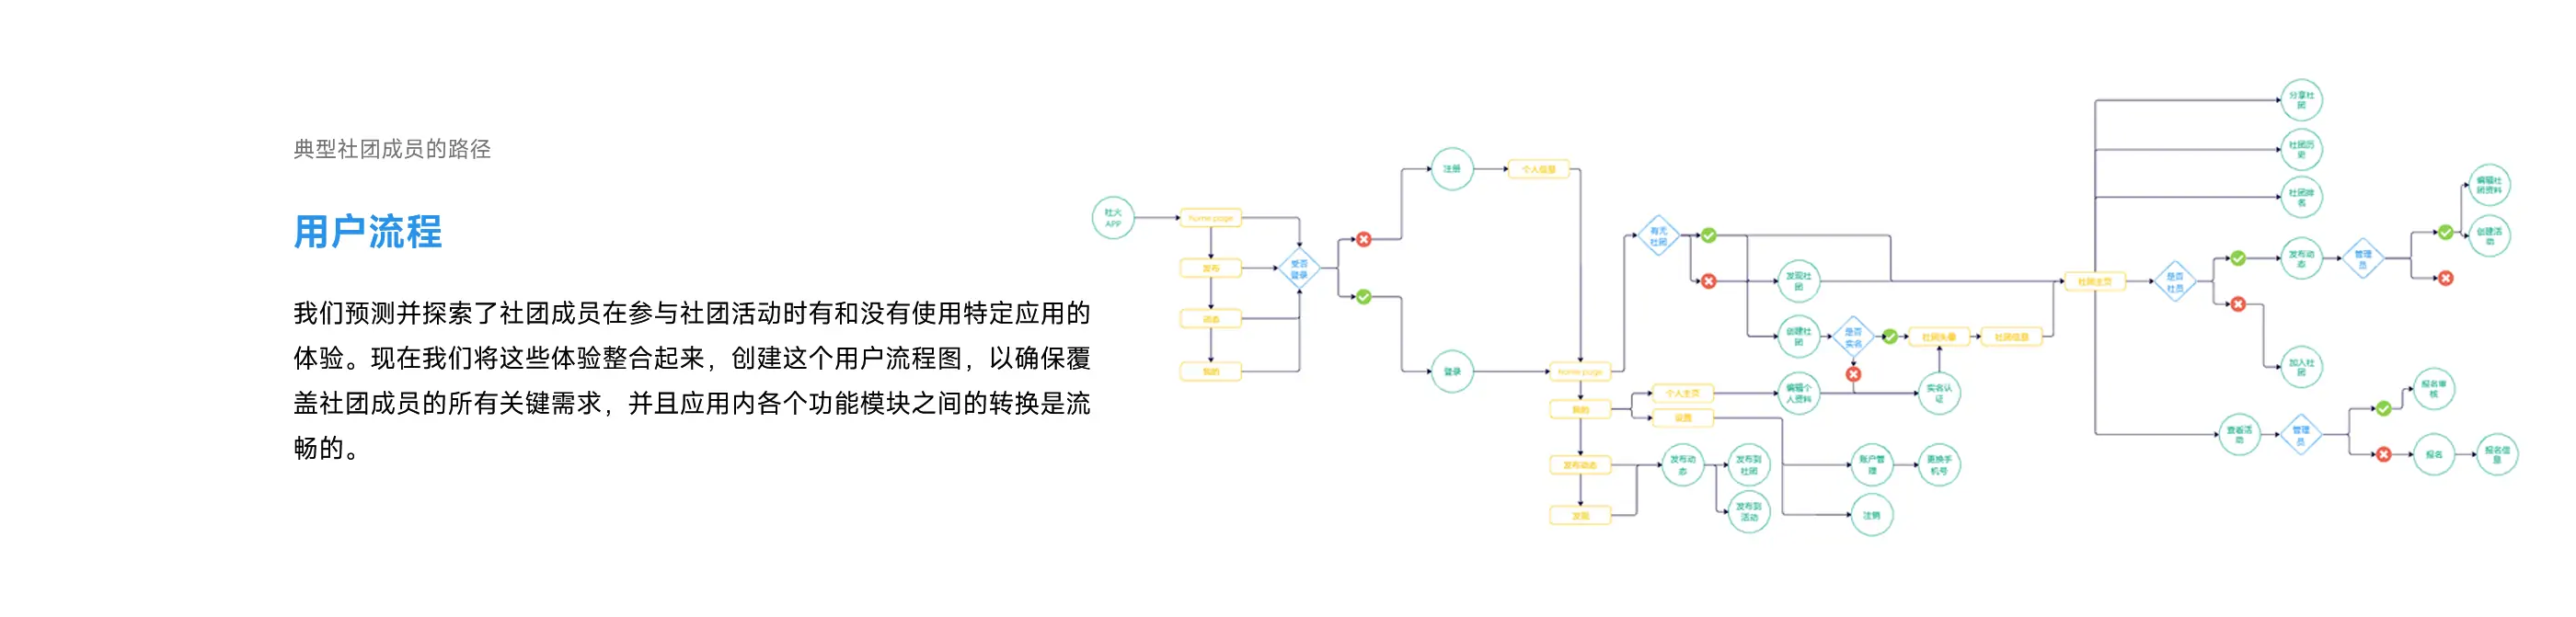 典型社团成员的路径
用户流程
我们预测并探索了社团成员在参与社团活动时有和没有使用特定应用的
体验。现在我们将这些体验整合起来，创建这个用户流程图，以确保覆
盖社团成员的所有关键需求，并且应用内各个功能模块之间的转换是流
畅的。
社火
APP
home page
发布
动态
我的
登录
注册
个人信息
登录
home page
我的
发布动态
发现
有无
社团
发现社
团
创建社
团
是否
实名
社团头像
社团信息
个人主页
设置
编辑个
人资料
实名认
证
发布动
态
发布到
社团
发布到
活动
账户管
理
更换手
机号
注销
社团主页
分享社
团
社团历
史
社团排
名
是否
社员
发布动
态
管理
员
编辑社
团资料
创建活
动
加入社
团
查看活
动
管理
员
报名审
核
报名
报名信
息